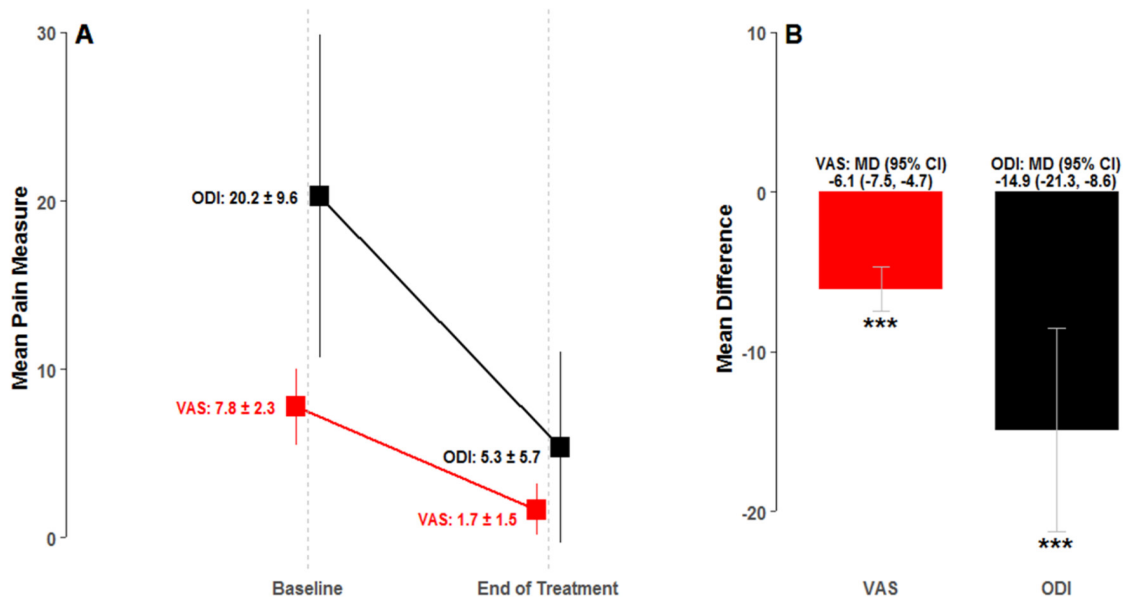 A
Mean Pain Measure
30
20
10
0
ODI: 20.2 ± 9.6
VAS: 7.8 ± 2.3
ODI: 5.3 ± 5.7
VAS: 1.7 ± 1.5
Baseline
End of Treatment
B
Mean Difference
10
0
-10
-20
VAS: MD (95% CI)
-6.1 (-7.5, -4.7)
ODI: MD (95% CI)
-14.9 (-21.3, -8.6)
***
***
VAS
ODI